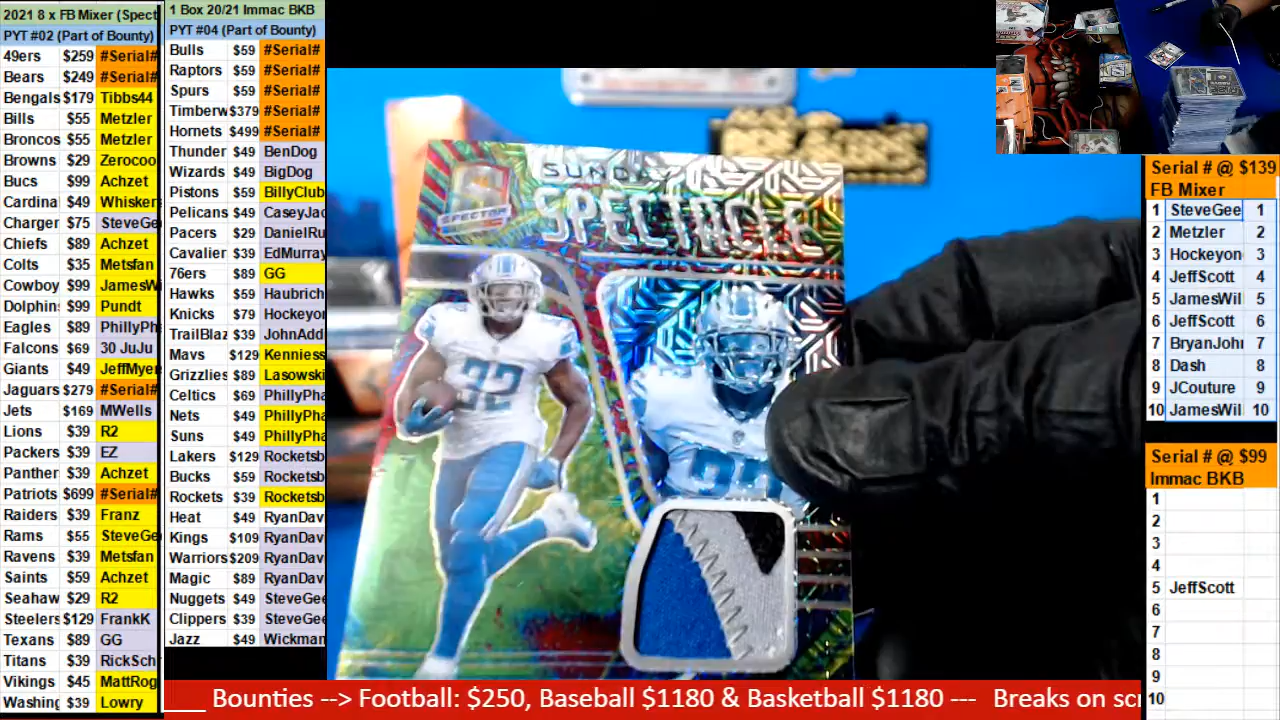 2021 8 x FB Mixer (Spect
PYT #02 (Part of Bounty)
49ers $259 #Serial#
Bears $249 #Serial#
Bengals $179 Tibbs44
Bills $55 Metzler
Broncos $55 Metzler
Browns $29 Zerocoo
Bucs $99 Achzet
Cardina $49 Whisker
Charger $75 SteveGe
Chiefs $89 Achzet
Colts $35 Metsfan
Cowboy $99 JamesWi
Dolphins $99 Pundt
Eagles $89 PhillyPh
Falcons $69 30 JuJu
Giants $49 JeffMyer
Jaguars $279 #Serial#
Jets $169 MWells
Lions $39 R2
Packers $39 EZ
Panther $39 Achzet
Patriots $699 #Serial#
Raiders $39 Franz
Rams $55 SteveGe
Ravens $39 Metsfan
Saints $59 Achzet
Seahaw $29 R2
Steelers $129 FrankK
Texans $89 GG
Titans $39 RickSch
Vikings $45 MattRog
Washing $39 Lowry
1 Box 20/21 Immac BKB
PYT #04 (Part of Bounty)
Bulls $59 #Serial#
Raptors $59 #Serial#
Spurs $59 #Serial#
Timberw $379 #Serial#
Hornets $499 #Serial#
Thunder $49 BenDog
Wizards $49 BigDog
Pistons $59 BillyClub
Pelicans $49 CaseyJac
Pacers $29 DanielRu
Cavalier $39 EdMurray
76ers $89 GG
Hawks $59 Haubrich
Knicks $79 Hockeyo
TrailBlaz $39 JohnAdd
Mavs $129 Kenniess
Grizzlies $89 Lasowski
Celtics $69 PhillyPha
Nets $49 PhillyPha
Suns $49 PhillyPha
Lakers $129 Rocketsb
Bucks $59 Rocketsb
Rockets $39 Rocketsb
Heat $49 RyanDav
Kings $109 RyanDav
Warriors $209 RyanDav
Magic $89 RyanDav
Nuggets $49 SteveGe
Clippers $39 SteveGe
Jazz $49 Wickman
SUNDAY
SPECTACLE
SPECTRA
32
Serial # @ $139
FB Mixer
1 SteveGee 1
2 Metzler 2
3 Hockeyon 3
4 JeffScott 4
5 JamesWil 5
6 JeffScott 6
7 BryanJohn 7
8 Dash 8
9 JCouture 9
10 JamesWil 10
Serial # @ $99
Immac BKB
1
2
3
4
5 JeffScott
6
7
8
9
10
Bounties --> Football: $250, Baseball $1180 & Basketball $1180 --- Breaks on scr